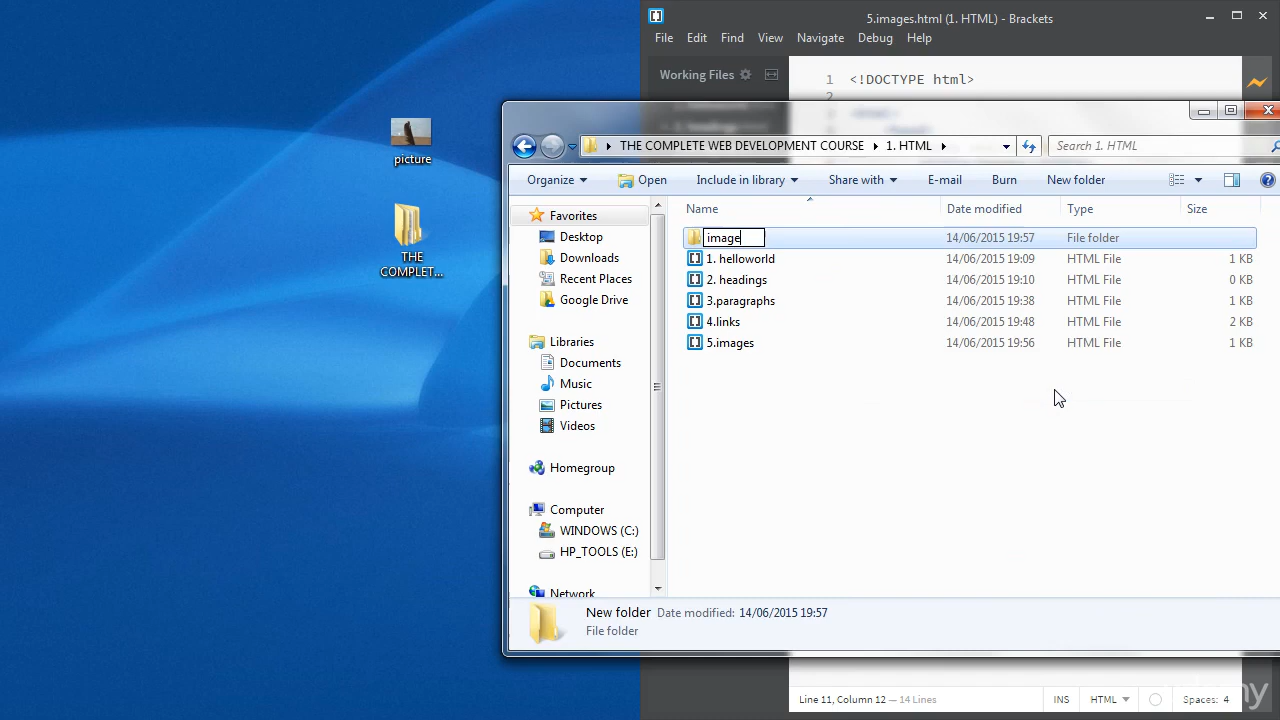 picture
THE
COMPLET...
5.images.html (1. HTML) - Brackets
File Edit Find View Navigate Debug Help
Working Files
1 <!DOCTYPE html>
2
THE COMPLETE WEB DEVELOPMENT COURSE 1. HTML
Search 1. HTML
Organize Open Include in library Share with E-mail Burn New folder
Name Date modified Type Size
image 14/06/2015 19:57 File folder
1. helloworld 14/06/2015 19:09 HTML File 1 KB
2. headings 14/06/2015 19:10 HTML File 0 KB
3.paragraphs 14/06/2015 19:38 HTML File 1 KB
4.links 14/06/2015 19:48 HTML File 2 KB
5.images 14/06/2015 19:56 HTML File 1 KB
Favorites
Desktop
Downloads
Recent Places
Google Drive
Libraries
Documents
Music
Pictures
Videos
Homegroup
Computer
WINDOWS (C:)
HP_TOOLS (E:)
Network
New folder Date modified: 14/06/2015 19:57
File folder
Line 11, Column 12 — 14 Lines
INS HTML Spaces: 4